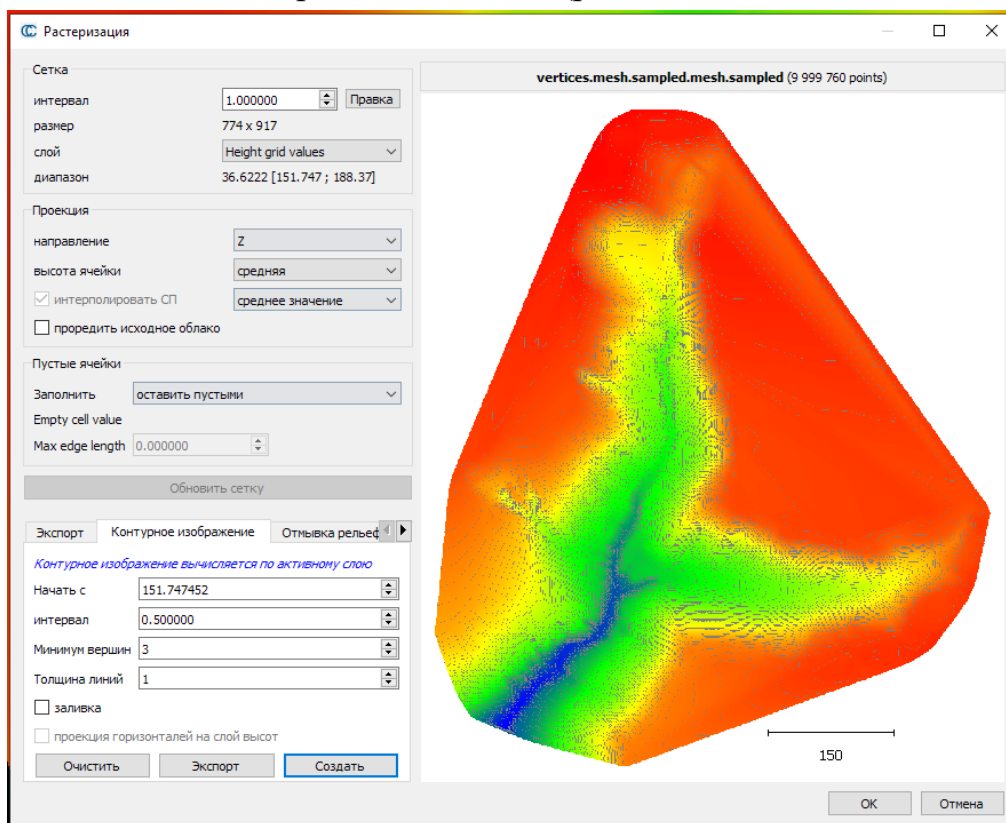 Растеризация
Сетка
интервал 1.000000 Правка
размер 774 x 917
слой Height grid values
диапазон 36.6222 [151.747 ; 188.37]
Проекция
направление Z
высота ячейки средняя
интерполировать СП среднее значение
проредить исходное облако
Пустые ячейки
Заполнить оставить пустыми
Empty cell value
Max edge length 0.000000
Обновить сетку
Экспорт Контурное изображение Отмывка рельеф
Контурное изображение вычисляется по активному слою
Начать с 151.747452
интервал 0.500000
Минимум вершин 3
Толщина линий 1
заливка
проекция горизонталей на слой высот
Очистить Экспорт Создать
vertices.mesh.sampled.mesh.sampled (9 999 760 points)
150
OK Отмена